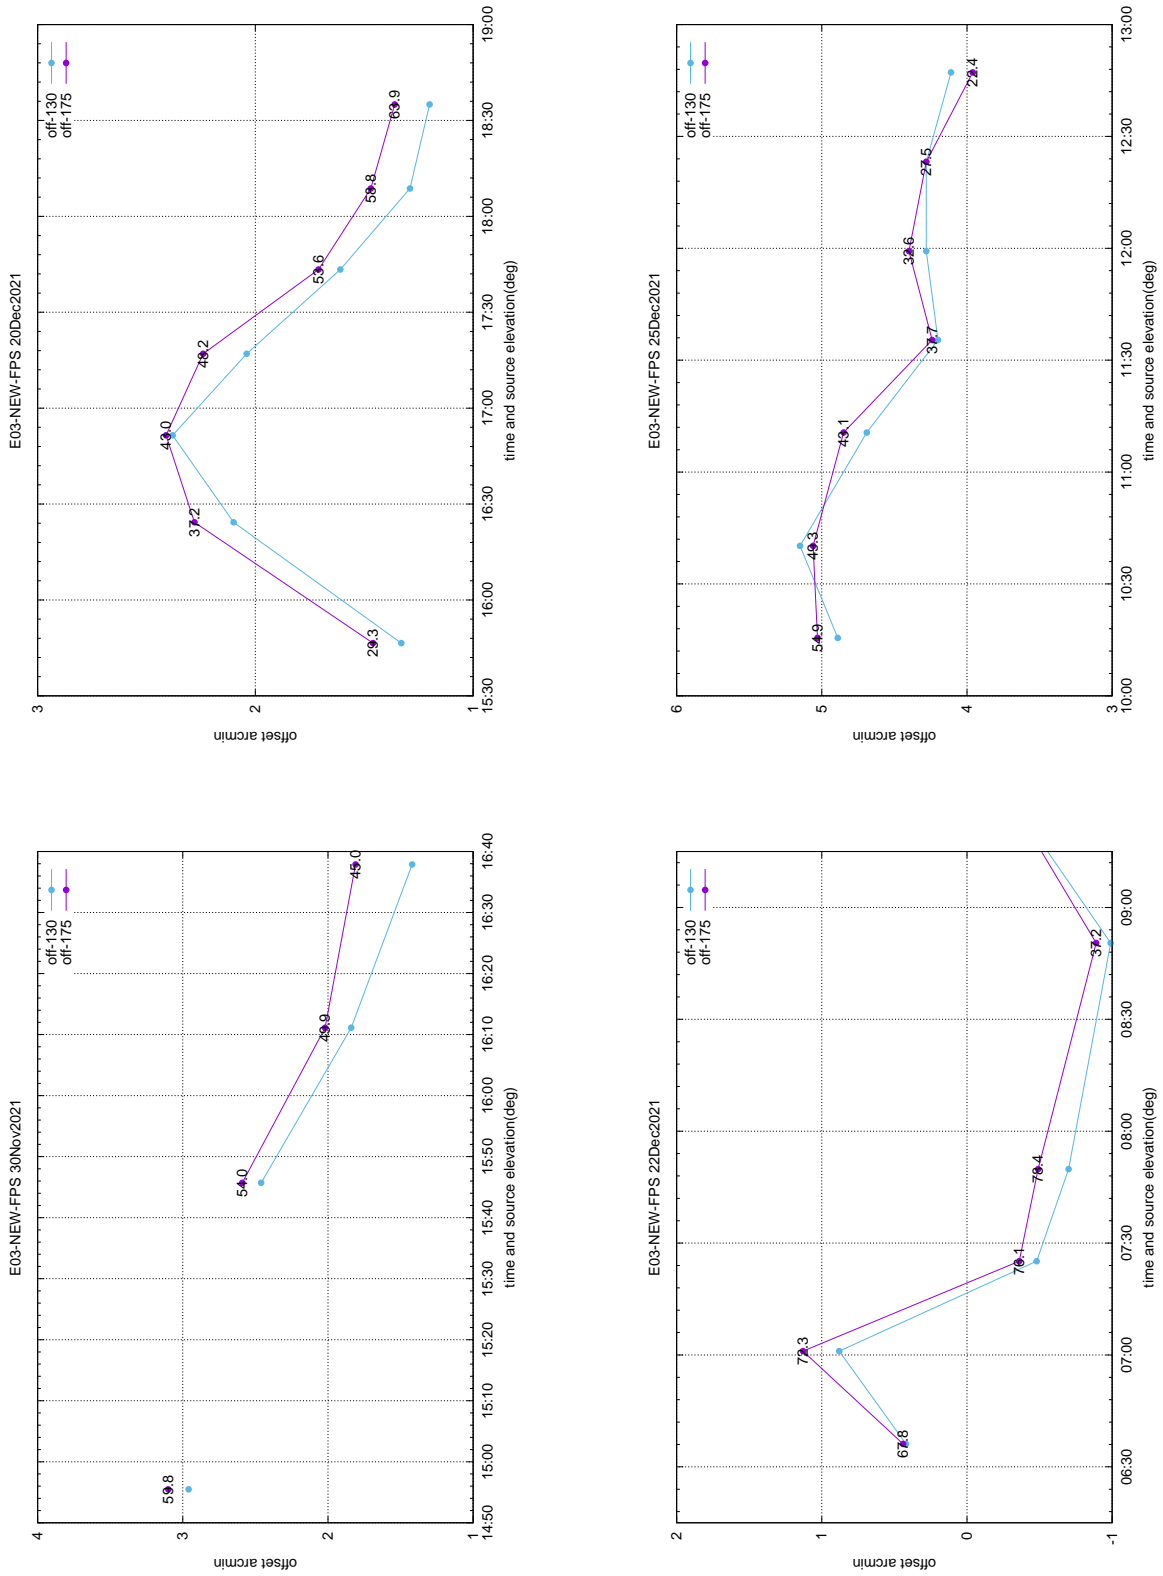 E03-NEW-FPS 30Nov2021
off-130
off-175
offset arcmin
4
3
2
1
59.8
54.0
49.9
45.0
14:50 15:00 15:10 15:20 15:30 15:40 15:50 16:00 16:10 16:20 16:30 16:40
time and source elevation(deg)
E03-NEW-FPS 20Dec2021
off-130
off-175
offset arcmin
3
2
1
29.3
37.2
43.0
48.2
53.6
58.8
63.9
15:30 16:00 16:30 17:00 17:30 18:00 18:30 19:00
time and source elevation(deg)
E03-NEW-FPS 22Dec2021
off-130
off-175
offset arcmin
2
1
0
-1
67.8
72.3
76.1
78.4
37.2
06:30 07:00 07:30 08:00 08:30 09:00
time and source elevation(deg)
E03-NEW-FPS 25Dec2021
off-130
off-175
offset arcmin
6
5
4
3
54.9
49.3
43.1
37.7
32.6
27.5
22.4
10:00 10:30 11:00 11:30 12:00 12:30 13:00
time and source elevation(deg)